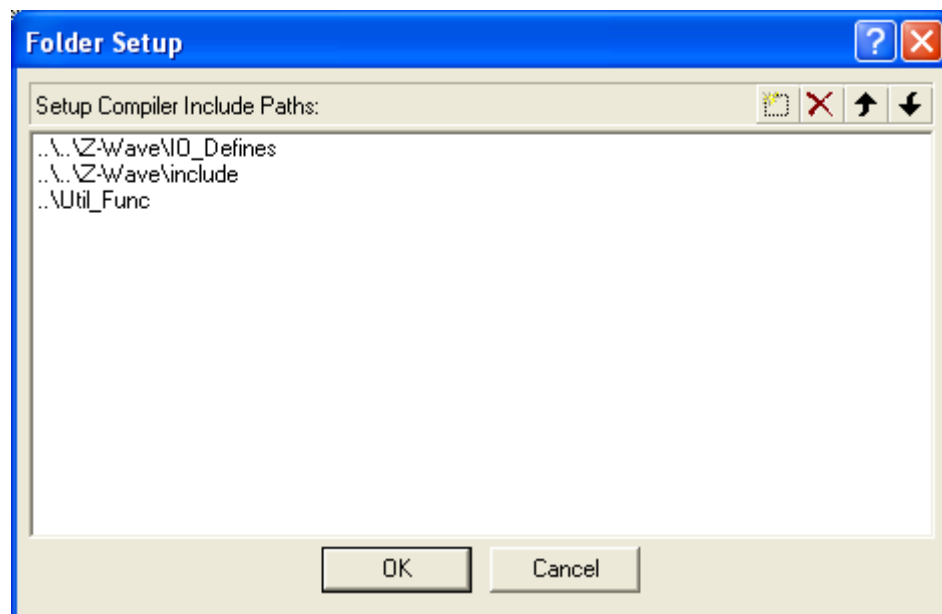 Folder Setup
Setup Compiler Include Paths:
..\..\Z-Wave\IO_Defines
..\..\Z-Wave\include
..\Util_Func
OK
Cancel